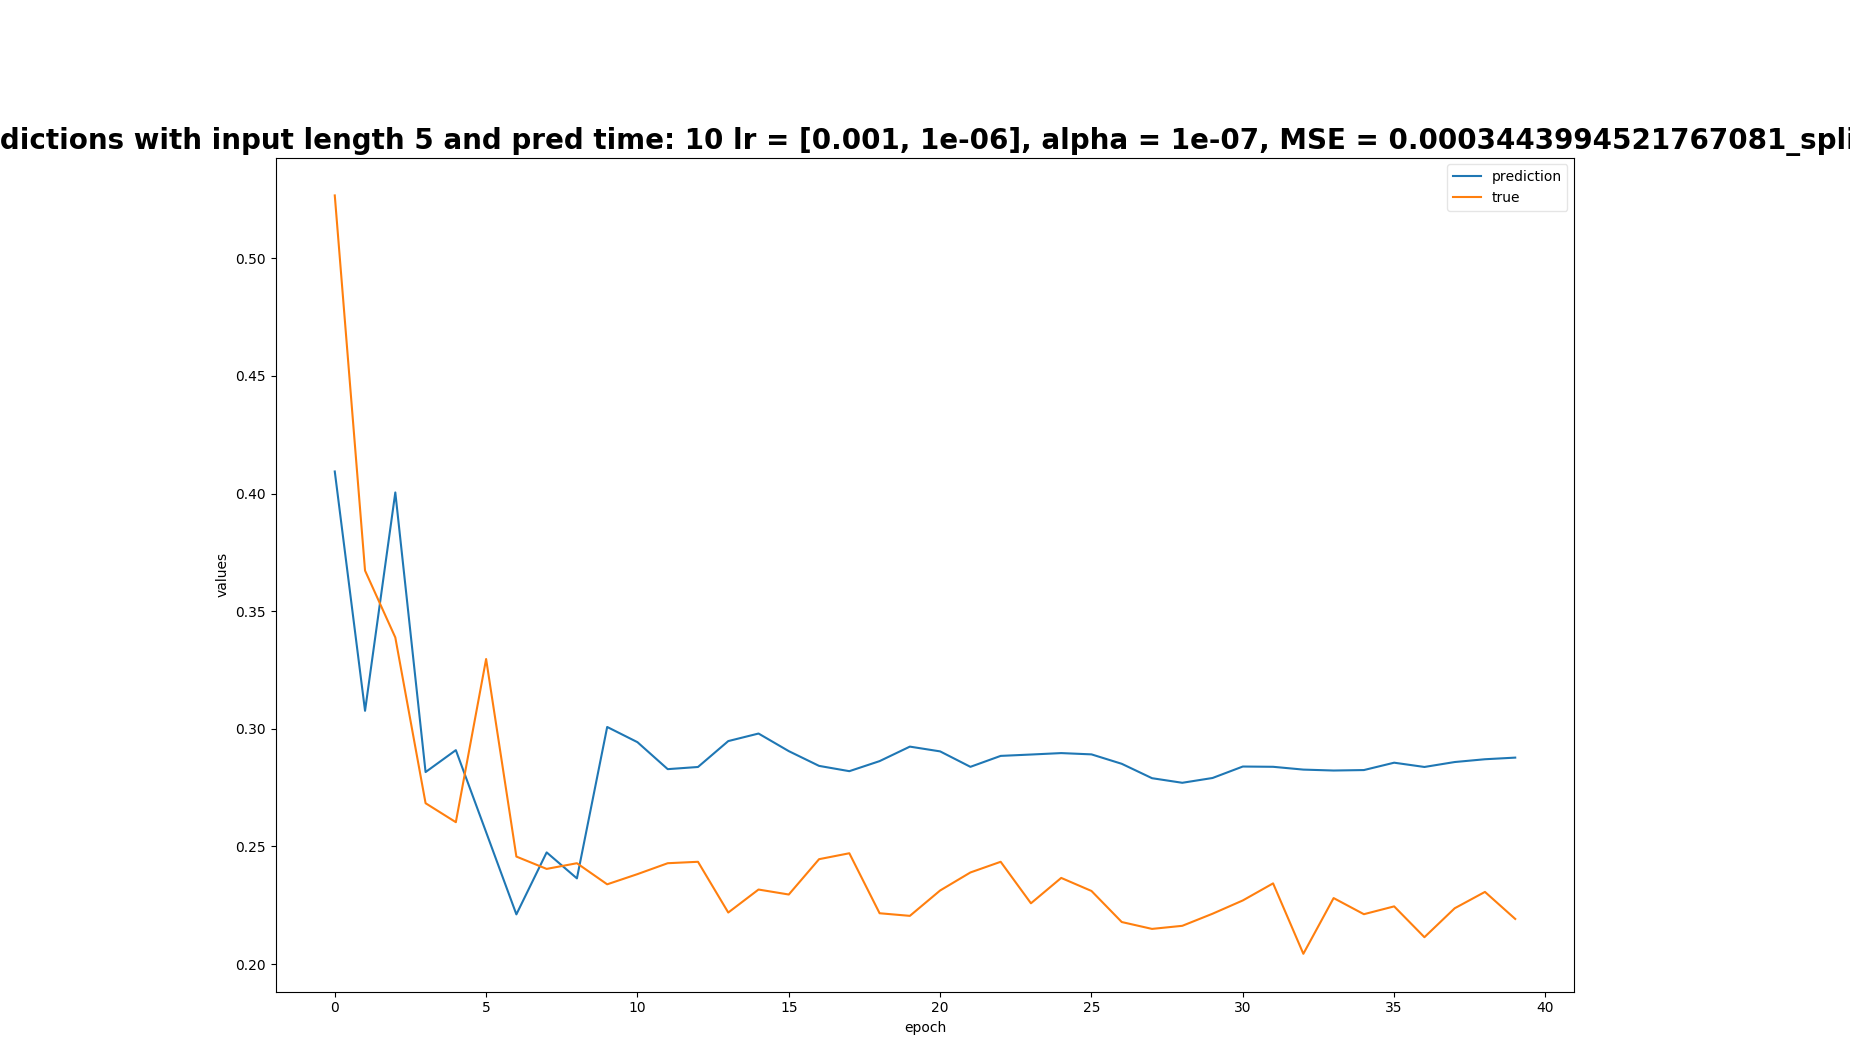 dictions with input length 5 and pred time: 10 lr = [0.001, 1e-06], alpha = 1e-07, MSE = 0.0003443994521767081_spli
prediction
true
0.50
0.45
0.40
0.35
0.30
0.25
0.20
values
0 5 10 15 20 25 30 35 40
epoch